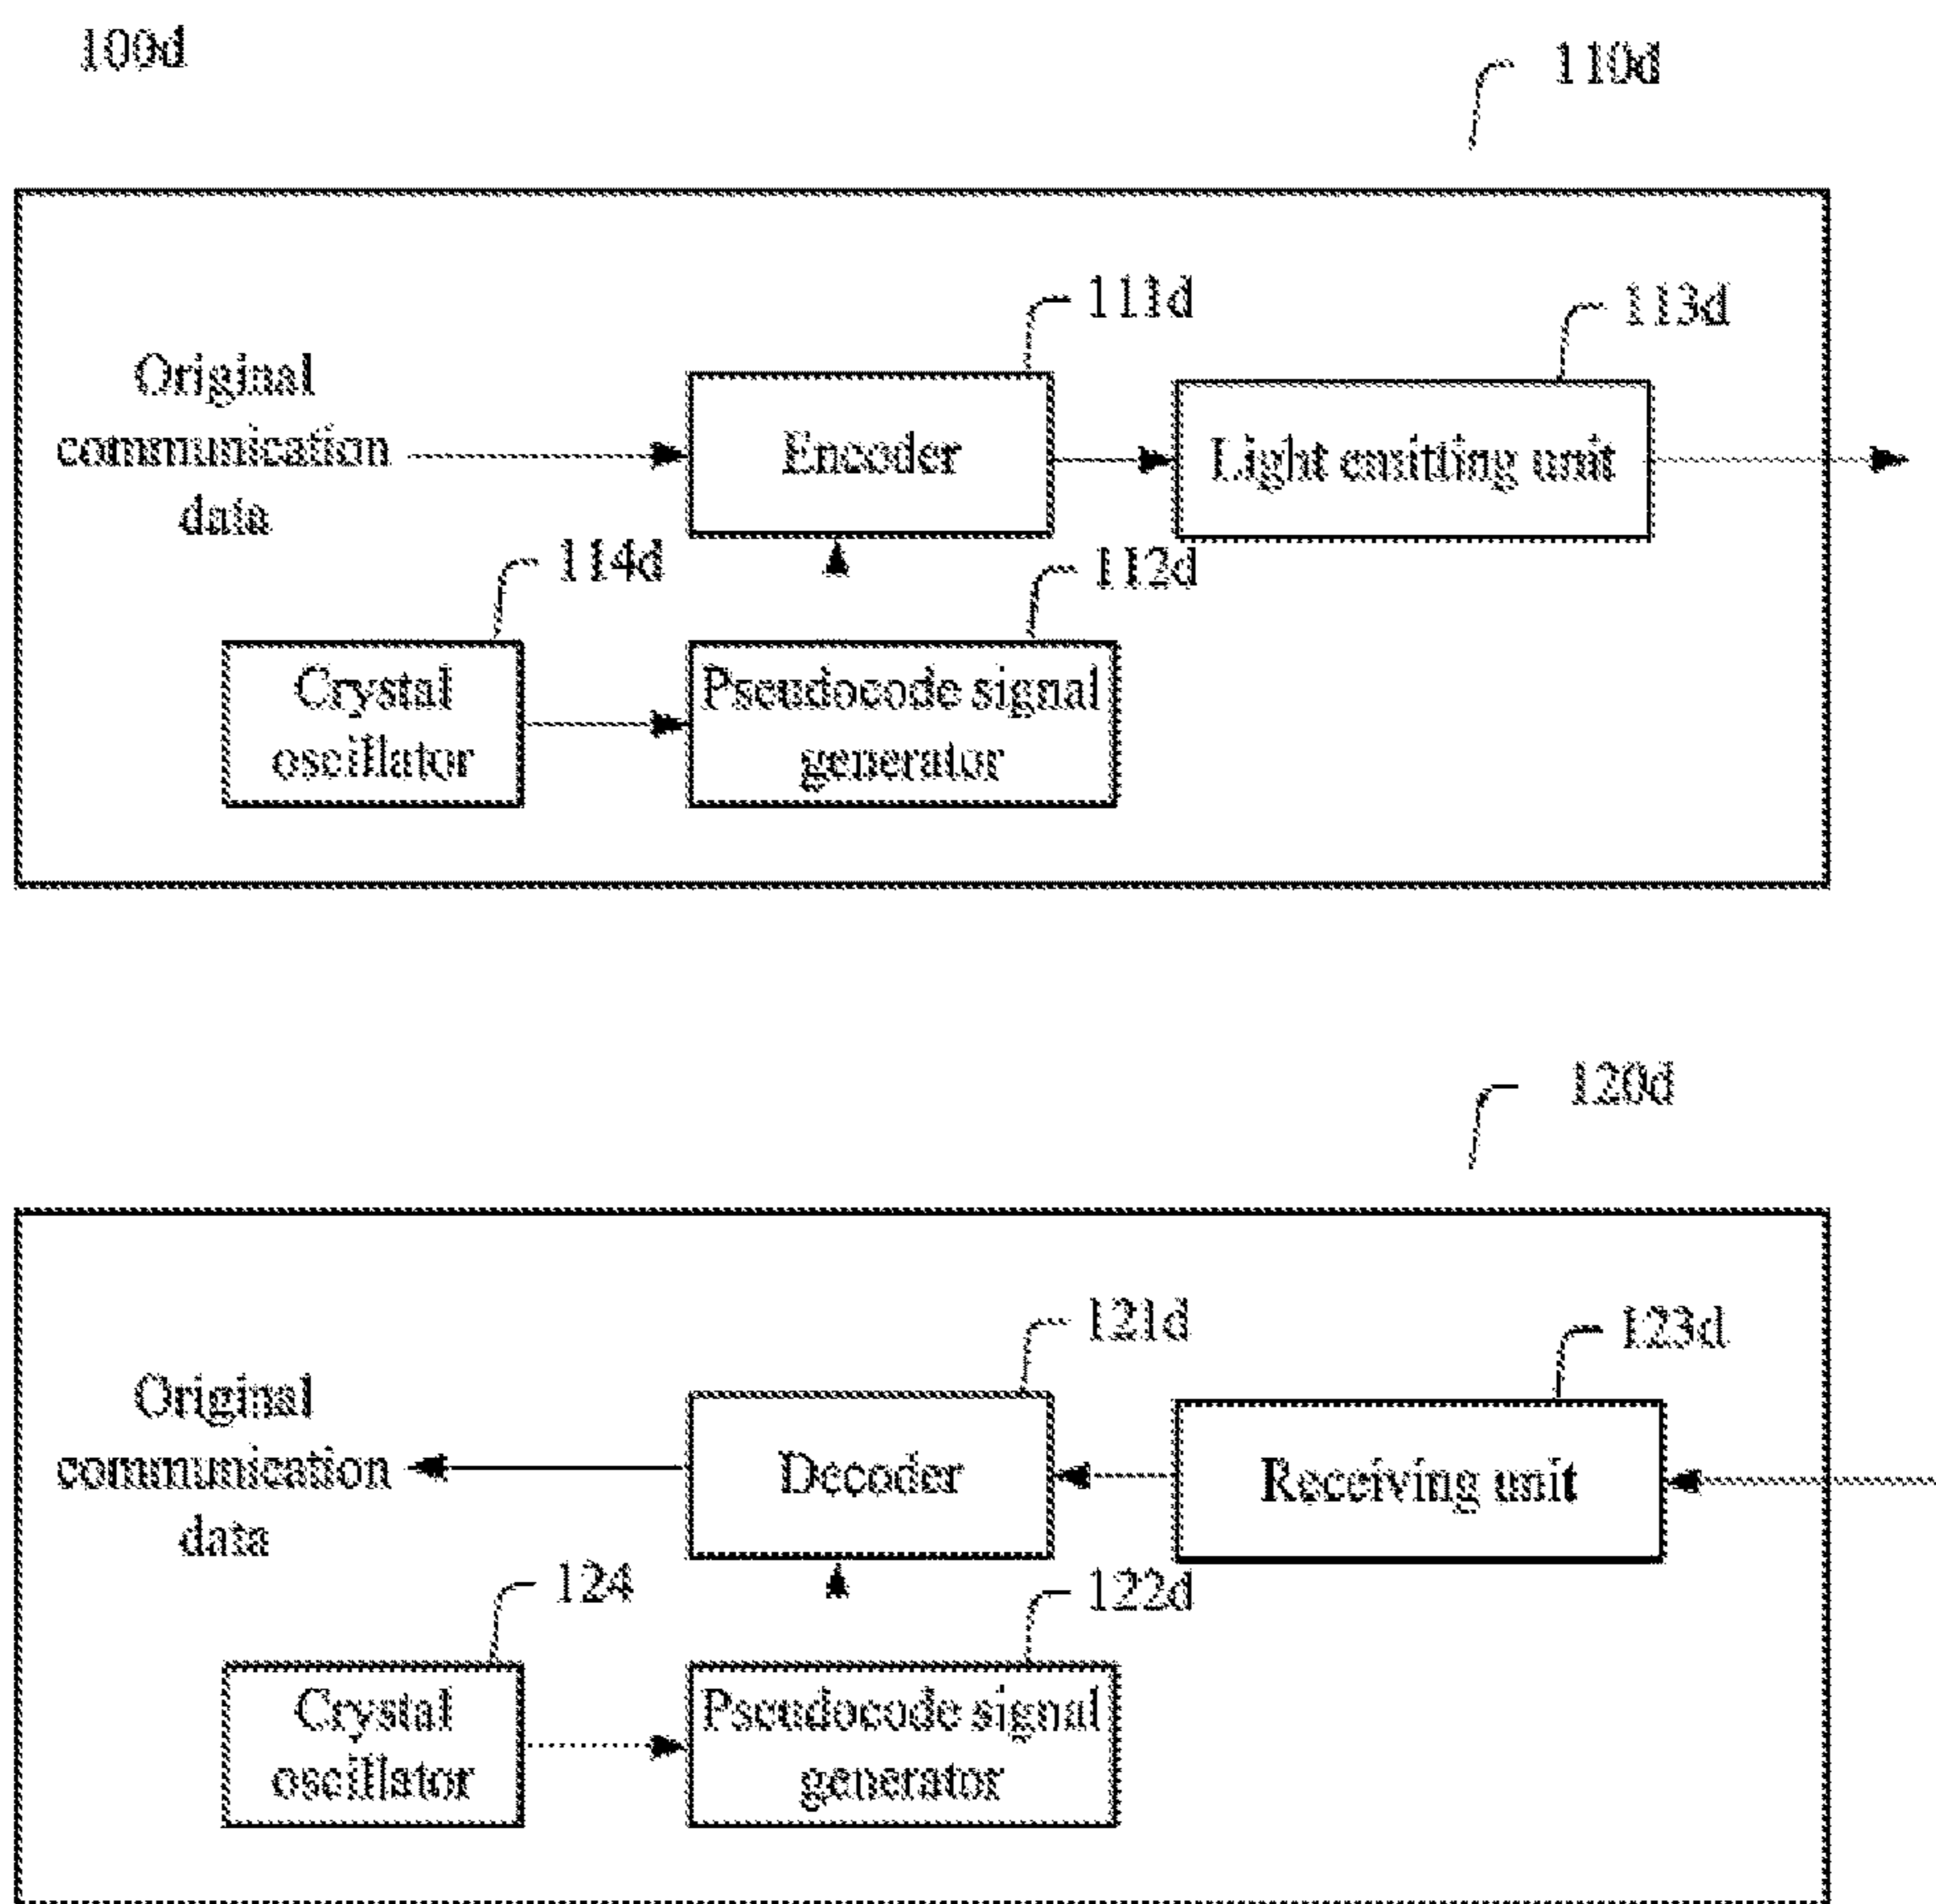 100d
110d
111d
113d
Original
communication
data
Encoder
Light emitting unit
114d
112d
Crystal
oscillator
Pseudocode signal
generator
120d
121d
123d
Original
communication
data
Decoder
Receiving unit
124
122d
Crystal
oscillator
Pseudocode signal
generator